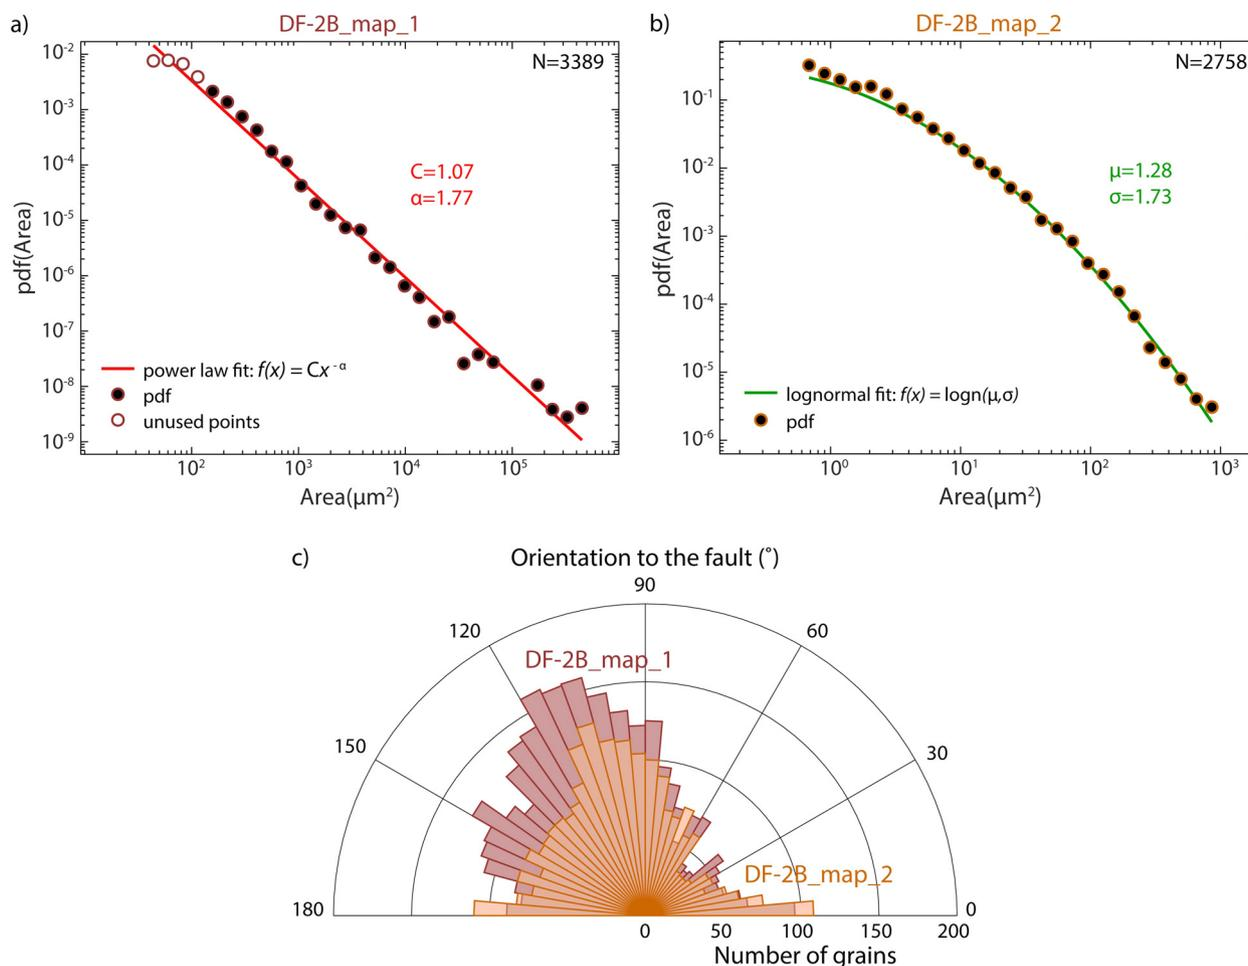 a)
DF-2B_map_1
N=3389
10⁻²
10⁻³
10⁻⁴
10⁻⁵
10⁻⁶
10⁻⁷
10⁻⁸
10⁻⁹
pdf(Area)
C=1.07
α=1.77
power law fit: f(x) = Cx⁻ᵅ
pdf
unused points
10²
10³
10⁴
10⁵
Area(μm²)
b)
DF-2B_map_2
N=2758
10⁻¹
10⁻²
10⁻³
10⁻⁴
10⁻⁵
10⁻⁶
pdf(Area)
μ=1.28
σ=1.73
lognormal fit: f(x) = logn(μ,σ)
pdf
10⁰
10¹
10²
10³
Area(μm²)
c)
Orientation to the fault (˚)
90
120
60
DF-2B_map_1
150
30
DF-2B_map_2
180
0
0
50
100
150
200
Number of grains